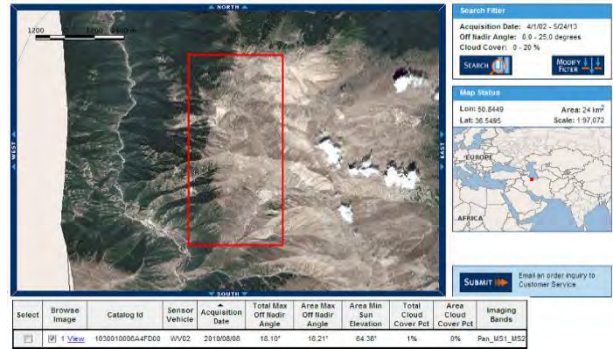 NORTH
1200
1200
WEST
EAST
SOUTH
Search Filter
Acquisition Date: 4/1/02 - 5/24/13
Off Nadir Angle: 0.0 - 25.0 degrees
Cloud Cover: 0 - 20 %
SEARCH
MODIFY FILTER
Map Status
Lon: 50.8449 Area: 24 km²
Lat: 36.5495 Scale: 1:97,072
EUROPE
AFRICA
SUBMIT
Email an order inquiry to
Customer Service
Select Browse Image Catalog Id Sensor Vehicle Acquisition Date Total Max Off Nadir Angle Area Max Off Nadir Angle Area Min Sun Elevation Total Cloud Cover Pct Area Cloud Cover Pct Imaging Bands
1 View 1030010006A4FD00 WV02 2010/08/08 18.10° 16.21° 64.38° 1% 0% Pan_MS1_MS2